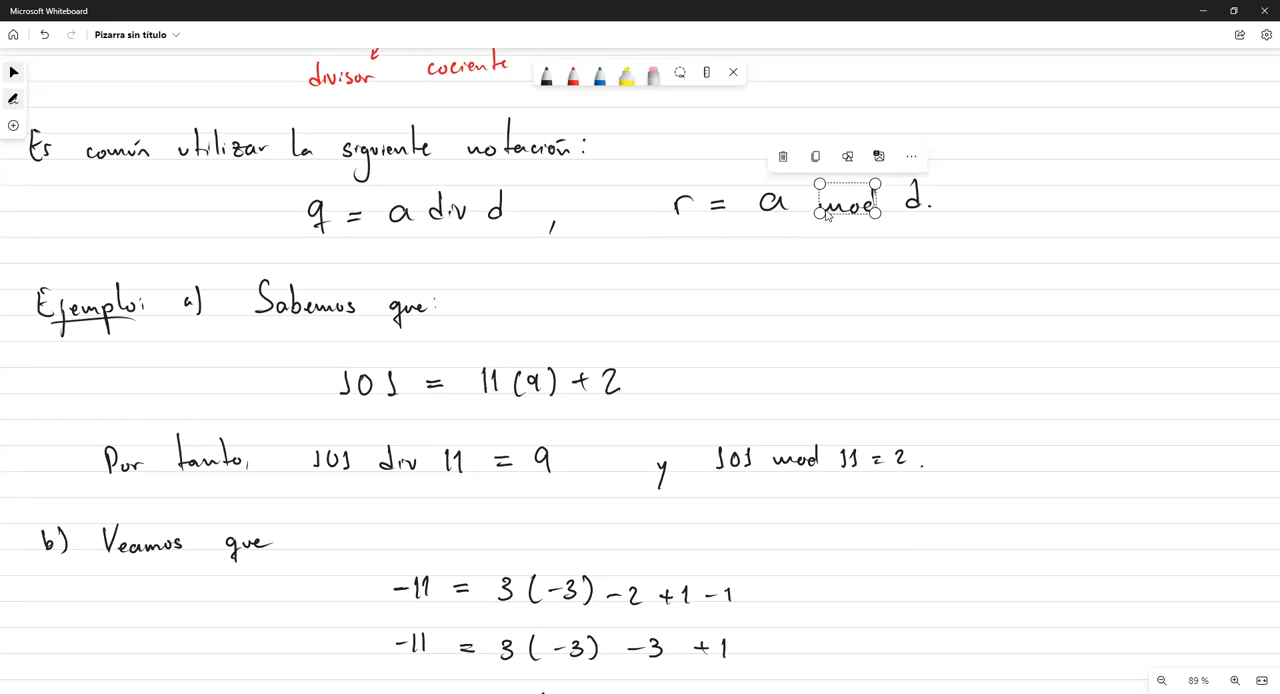 Microsoft Whiteboard
Pizarra sin título
divisor cociente
Es común utilizar la siguiente notación:
q = a div d , r = a mod d.
Ejemplo: a) Sabemos que:
101 = 11 (9) + 2
Por tanto, 101 div 11 = 9 y 101 mod 11 = 2.
b) Veamos que
-11 = 3 (-3) - 2 + 1 - 1
-11 = 3 (-3) - 3 + 1
89 %